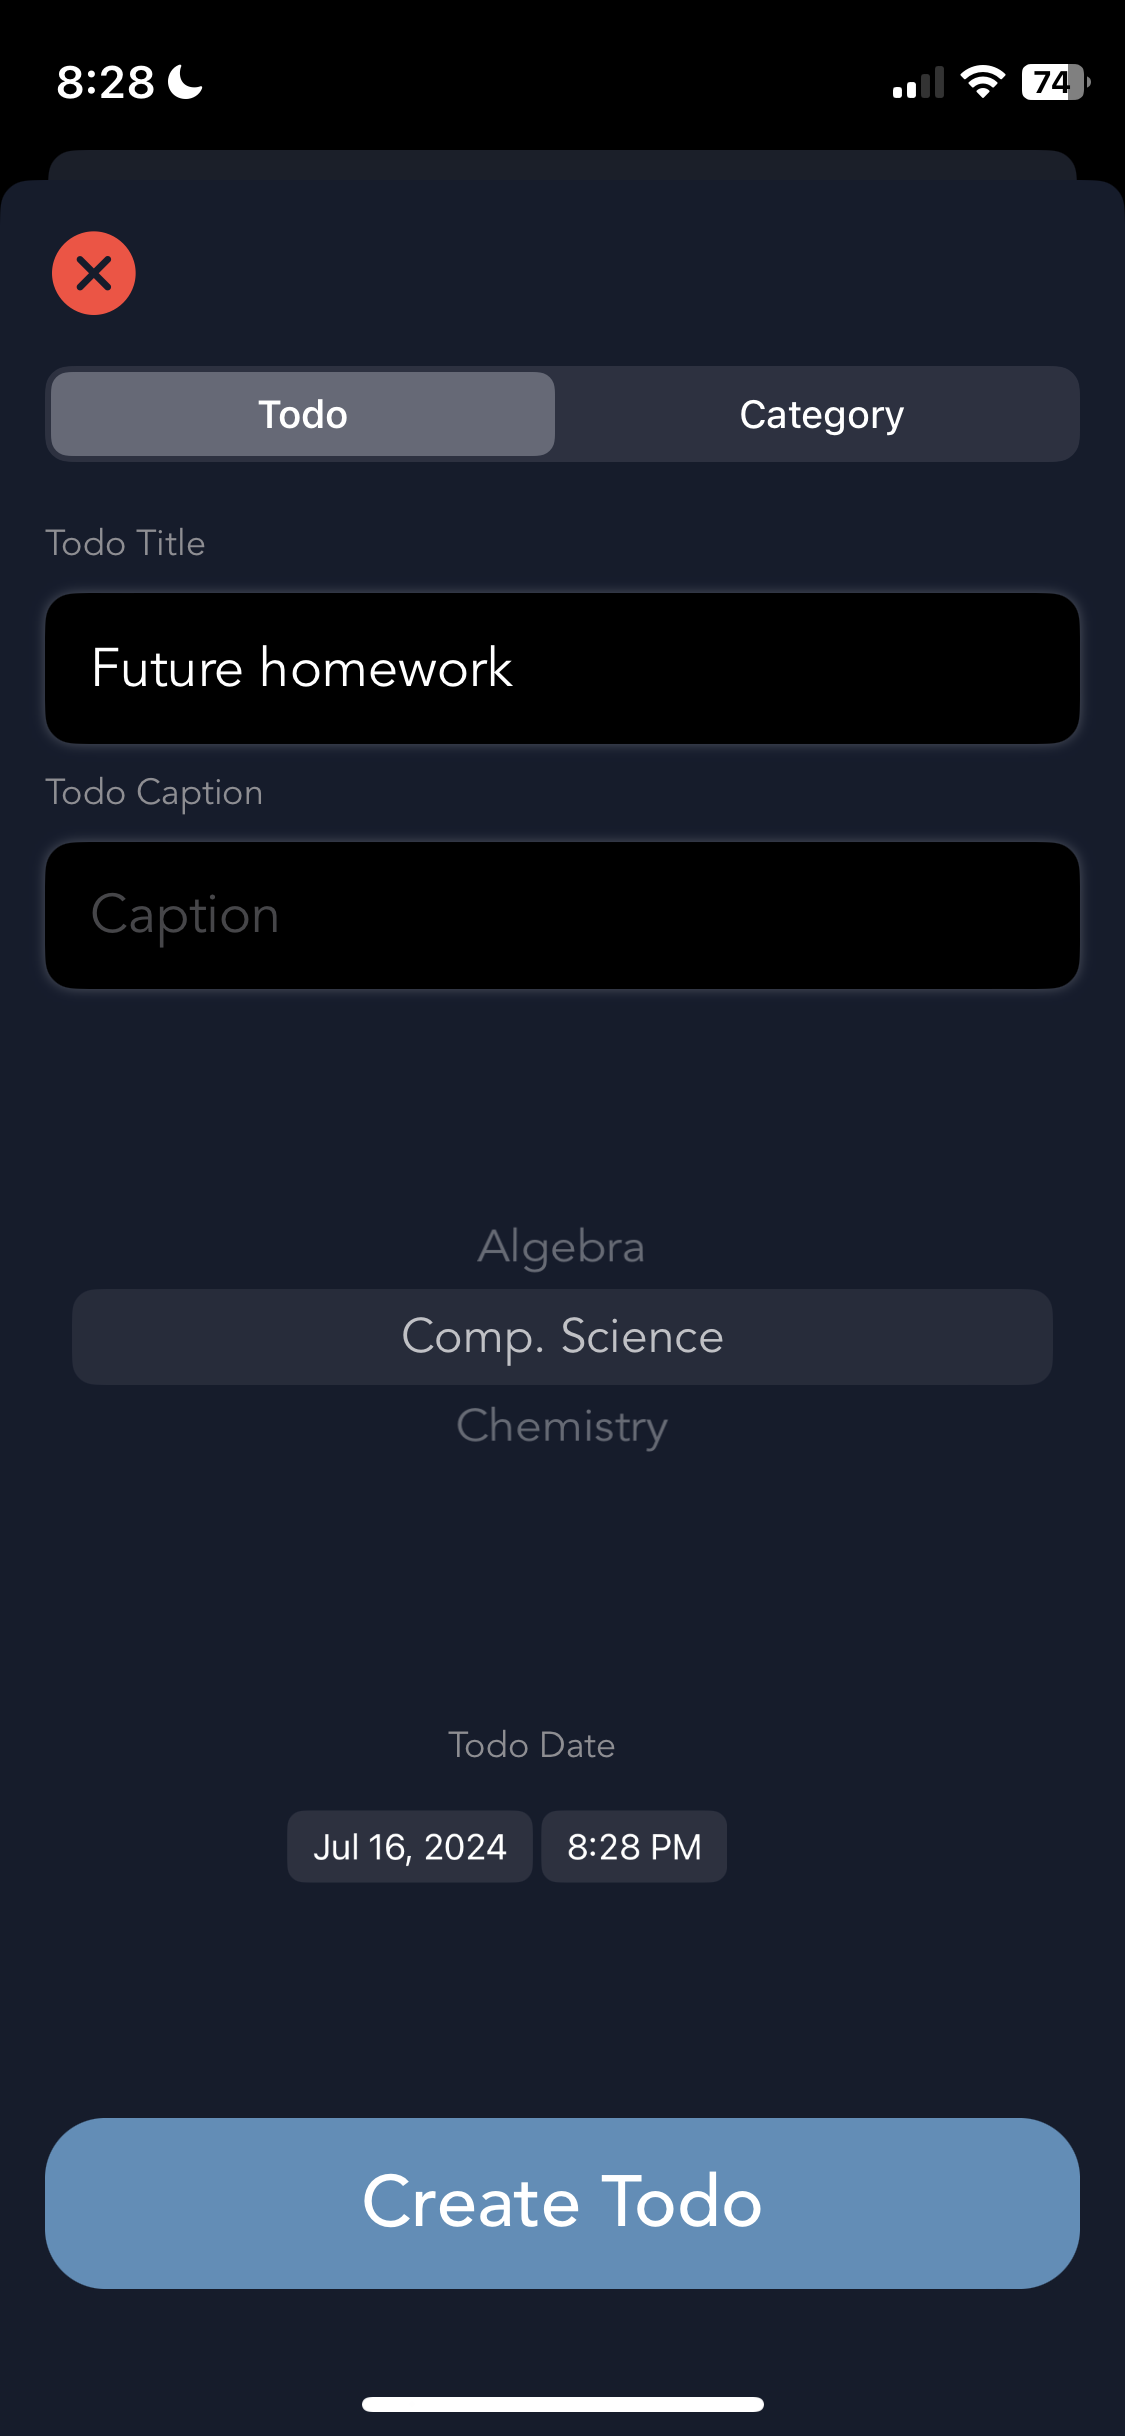 8:28
74
Todo
Category
Todo Title
Future homework
Todo Caption
Caption
Algebra
Comp. Science
Chemistry
Todo Date
Jul 16, 2024
8:28 PM
Create Todo